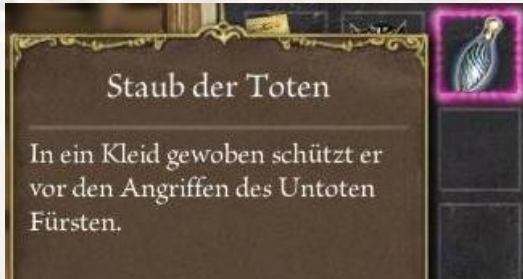 Staub der Toten
In ein Kleid gewoben schützt er
vor den Angriffen des Untoten
Fürsten.